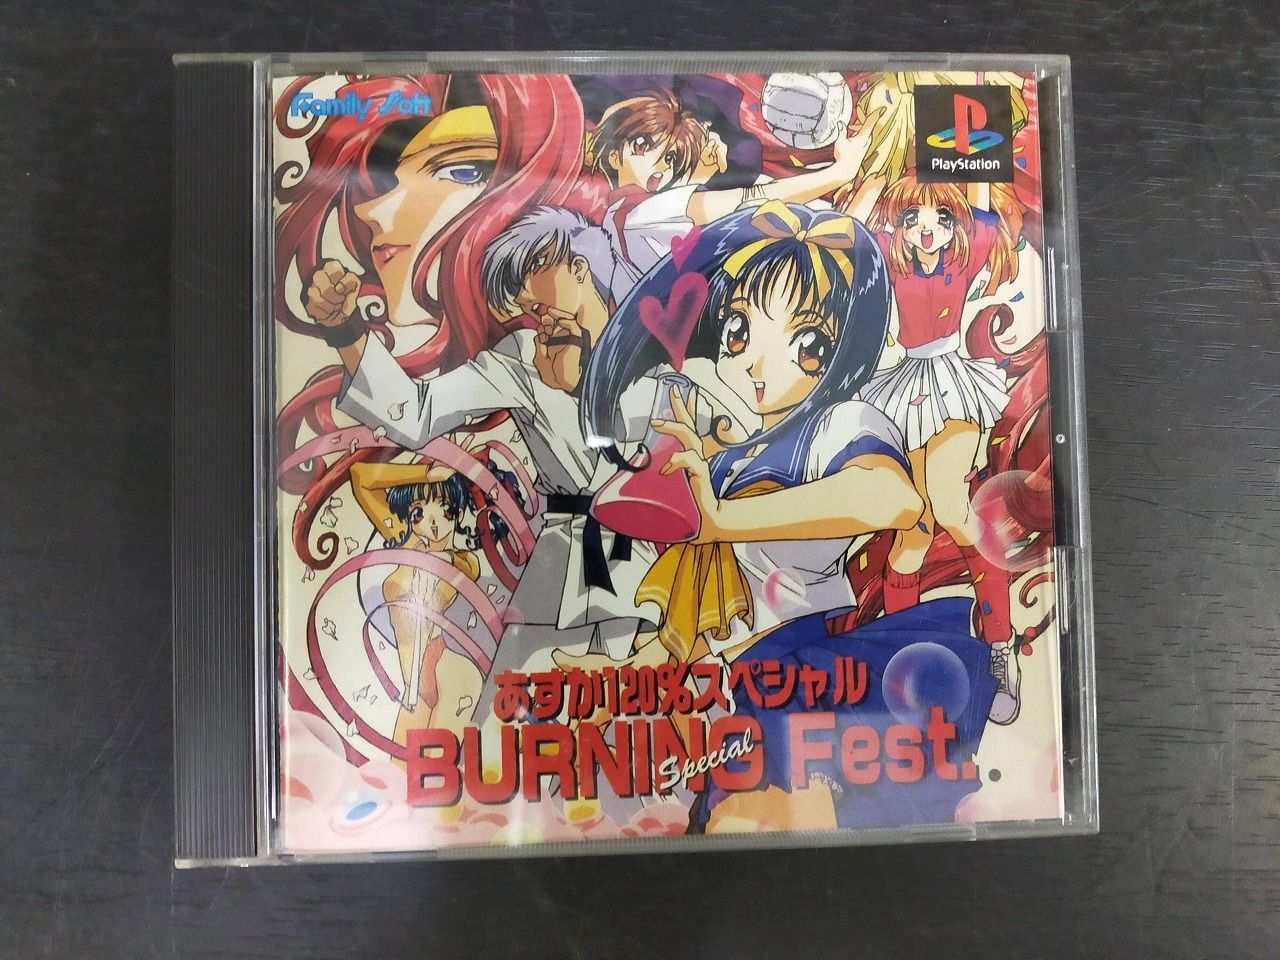 Family Soft
PlayStation
あすか120%スペシャル
BURNING Fest.
Special